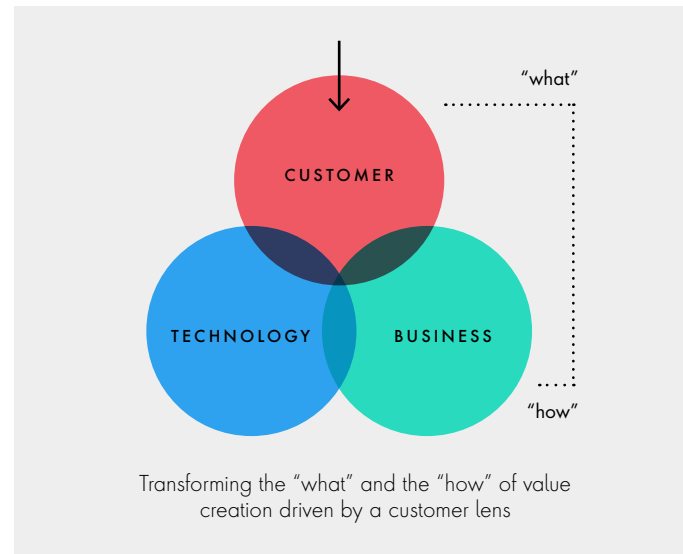 “what”
CUSTOMER
TECHNOLOGY
BUSINESS
“how”
Transforming the “what” and the “how” of value
creation driven by a customer lens